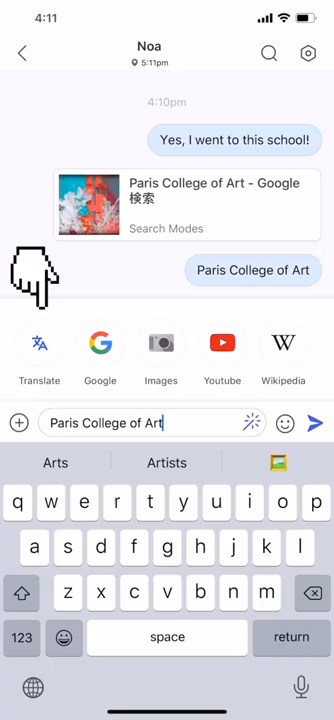 4:11
Noa
5:11pm
4:10pm
Yes, I went to this school!
Paris College of Art - Google
検索
Search Modes
Paris College of Art
Translate
Google
Images
Youtube
Wikipedia
Paris College of Art
Arts
Artists
q w e r t y u i o p
a s d f g h j k l
z x c v b n m
123
space
return